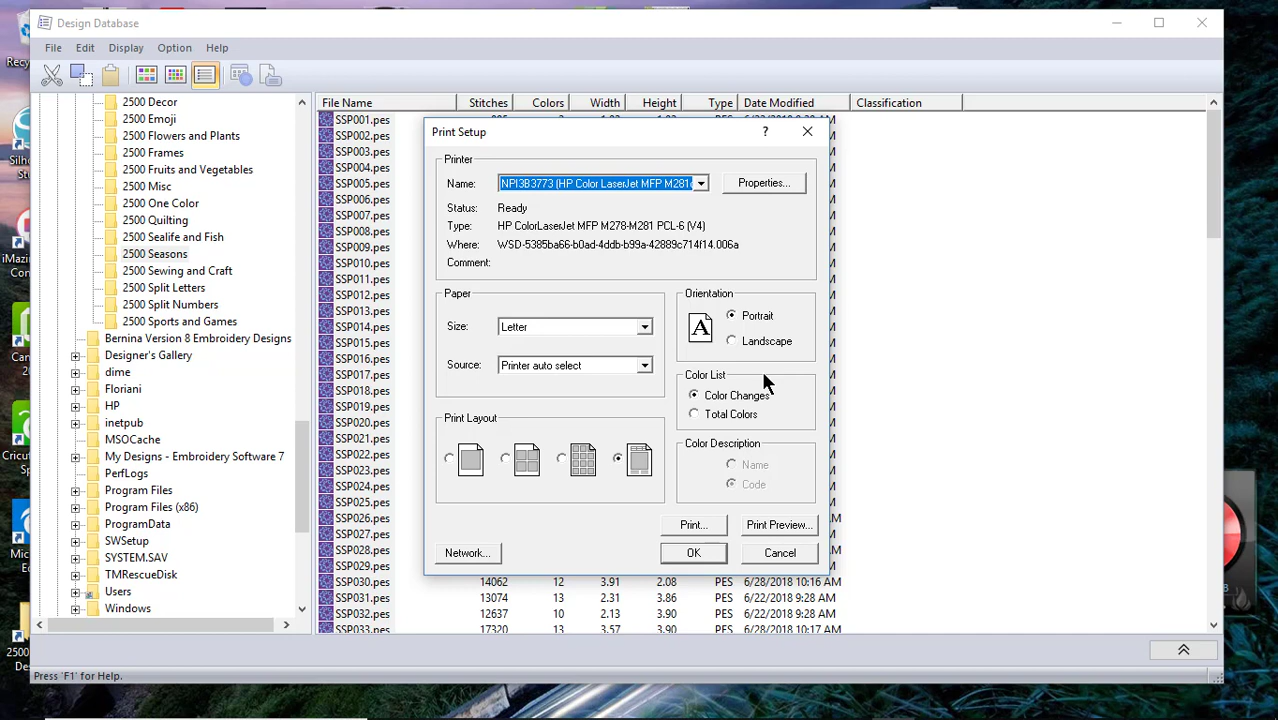 Design Database
File Edit Display Option Help
2500 Decor
2500 Emoji
2500 Flowers and Plants
2500 Frames
2500 Fruits and Vegetables
2500 Misc
2500 One Color
2500 Quilting
2500 Sealife and Fish
2500 Seasons
2500 Sewing and Craft
2500 Split Letters
2500 Split Numbers
2500 Sports and Games
Bernina Version 8 Embroidery Designs
Designer's Gallery
dime
Floriani
HP
inetpub
MSOCache
My Designs - Embroidery Software 7
PerfLogs
Program Files
Program Files (x86)
ProgramData
SWSetup
SYSTEM.SAV
TMRescueDisk
Users
Windows
File Name Stitches Colors Width Height Type Date Modified Classification
SSP001.pes
SSP002.pes
SSP003.pes
SSP004.pes
SSP005.pes
SSP006.pes
SSP007.pes
SSP008.pes
SSP009.pes
SSP010.pes
SSP011.pes
SSP012.pes
SSP013.pes
SSP014.pes
SSP015.pes
SSP016.pes
SSP017.pes
SSP018.pes
SSP019.pes
SSP020.pes
SSP021.pes
SSP022.pes
SSP023.pes
SSP024.pes
SSP025.pes
SSP026.pes
SSP027.pes
SSP028.pes
SSP029.pes
SSP030.pes 14062 12 3.91 2.08 PES 6/28/2018 10:16 AM
SSP031.pes 13074 13 2.31 3.86 PES 6/22/2018 9:28 AM
SSP032.pes 12637 10 2.13 3.90 PES 6/22/2018 9:28 AM
SSP033.pes 17320 13 3.57 3.90 PES 6/28/2018 10:17 AM
Print Setup
Printer
Name: NPI3B3773 (HP Color LaserJet MFP M281 Properties...
Status: Ready
Type: HP ColorLaserJet MFP M278-M281 PCL-6 (V4)
Where: WSD-5385ba66-b0ad-4ddb-b99a-42889c714f14.006a
Comment:
Paper
Size: Letter
Source: Printer auto select
Orientation
A
Portrait
Landscape
Color List
Color Changes
Total Colors
Print Layout
Color Description
Name
Code
Print... Print Preview...
Network... OK Cancel
Press 'F1' for Help.